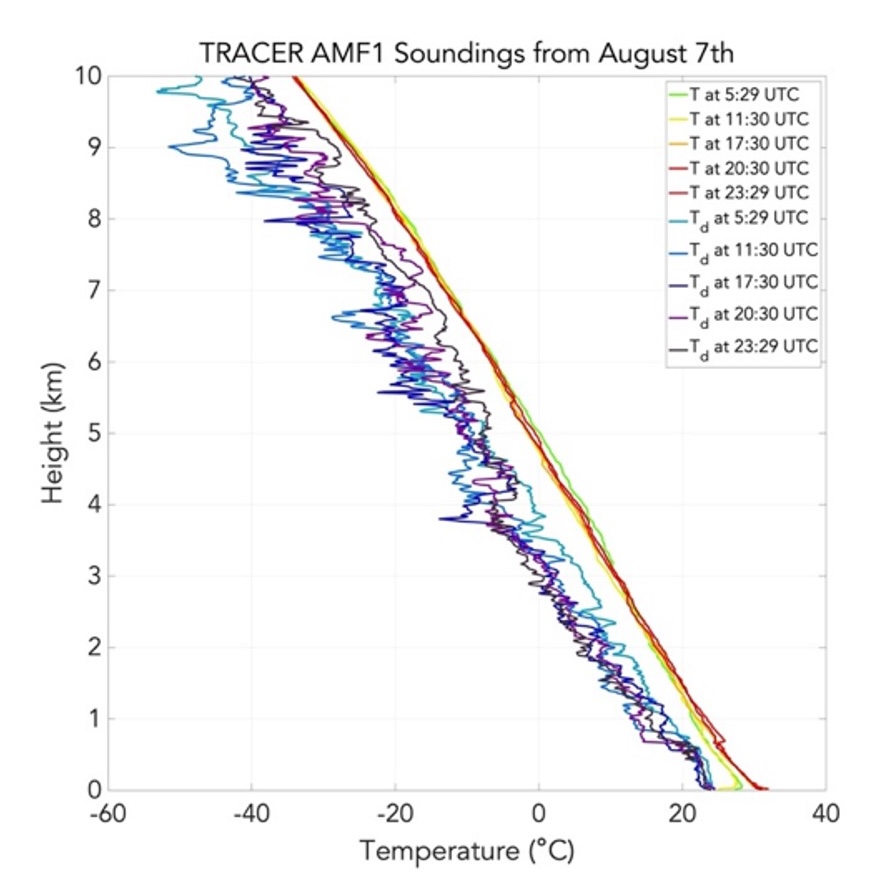 TRACER AMF1 Soundings from August 7th
10
9
8
7
6
5
4
3
2
1
0
Height (km)
T at 5:29 UTC
T at 11:30 UTC
T at 17:30 UTC
T at 20:30 UTC
T at 23:29 UTC
Td at 5:29 UTC
Td at 11:30 UTC
Td at 17:30 UTC
Td at 20:30 UTC
Td at 23:29 UTC
-60 -40 -20 0 20 40
Temperature (°C)